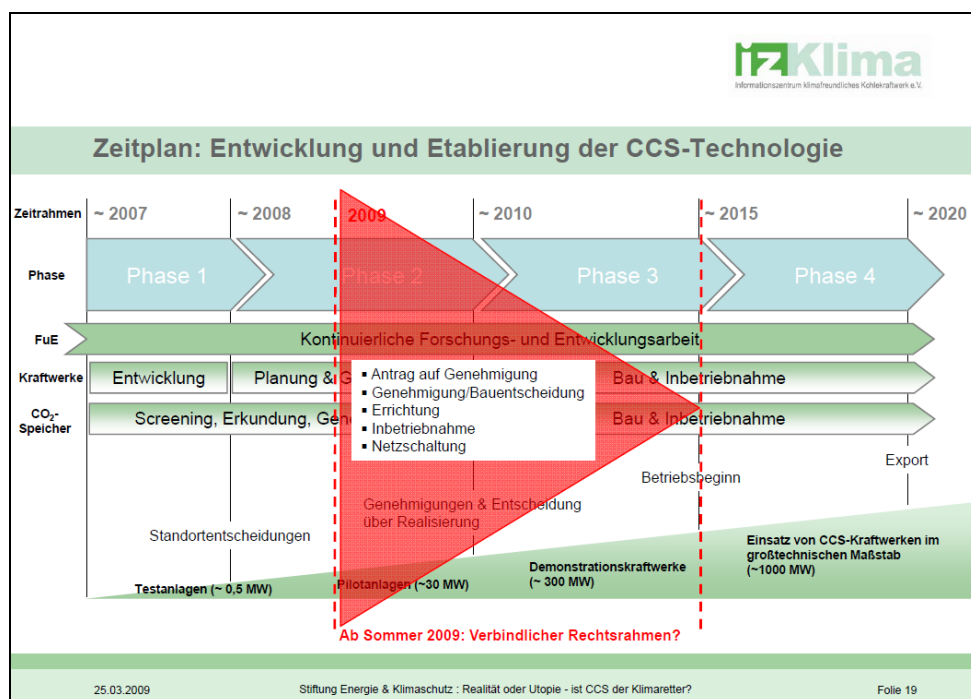 izKlima
Informationszentrum klimafreundliches Kohlekraftwerk e.V.
Zeitplan: Entwicklung und Etablierung der CCS-Technologie
Zeitrahmen ~ 2007 ~ 2008 2009 ~ 2010 ~ 2015 ~ 2020
Phase Phase 1 Phase 2 Phase 3 Phase 4
FuE Kontinuierliche Forschungs- und Entwicklungsarbeit
Kraftwerke Entwicklung Planung & G Bau & Inbetriebnahme
CO₂-
Speicher Screening, Erkundung, Gen Bau & Inbetriebnahme
▪ Antrag auf Genehmigung
▪ Genehmigung/Bauentscheidung
▪ Errichtung
▪ Inbetriebnahme
▪ Netzschaltung
Export
Betriebsbeginn
Genehmigungen & Entscheidung
über Realisierung
Standortentscheidungen
Einsatz von CCS-Kraftwerken im
großtechnischen Maßstab
(~1000 MW)
Demonstrationskraftwerke
(~ 300 MW)
Pilotanlagen (~30 MW)
Testanlagen (~ 0,5 MW)
Ab Sommer 2009: Verbindlicher Rechtsrahmen?
25.03.2009 Stiftung Energie & Klimaschutz : Realität oder Utopie - ist CCS der Klimaretter? Folie 19